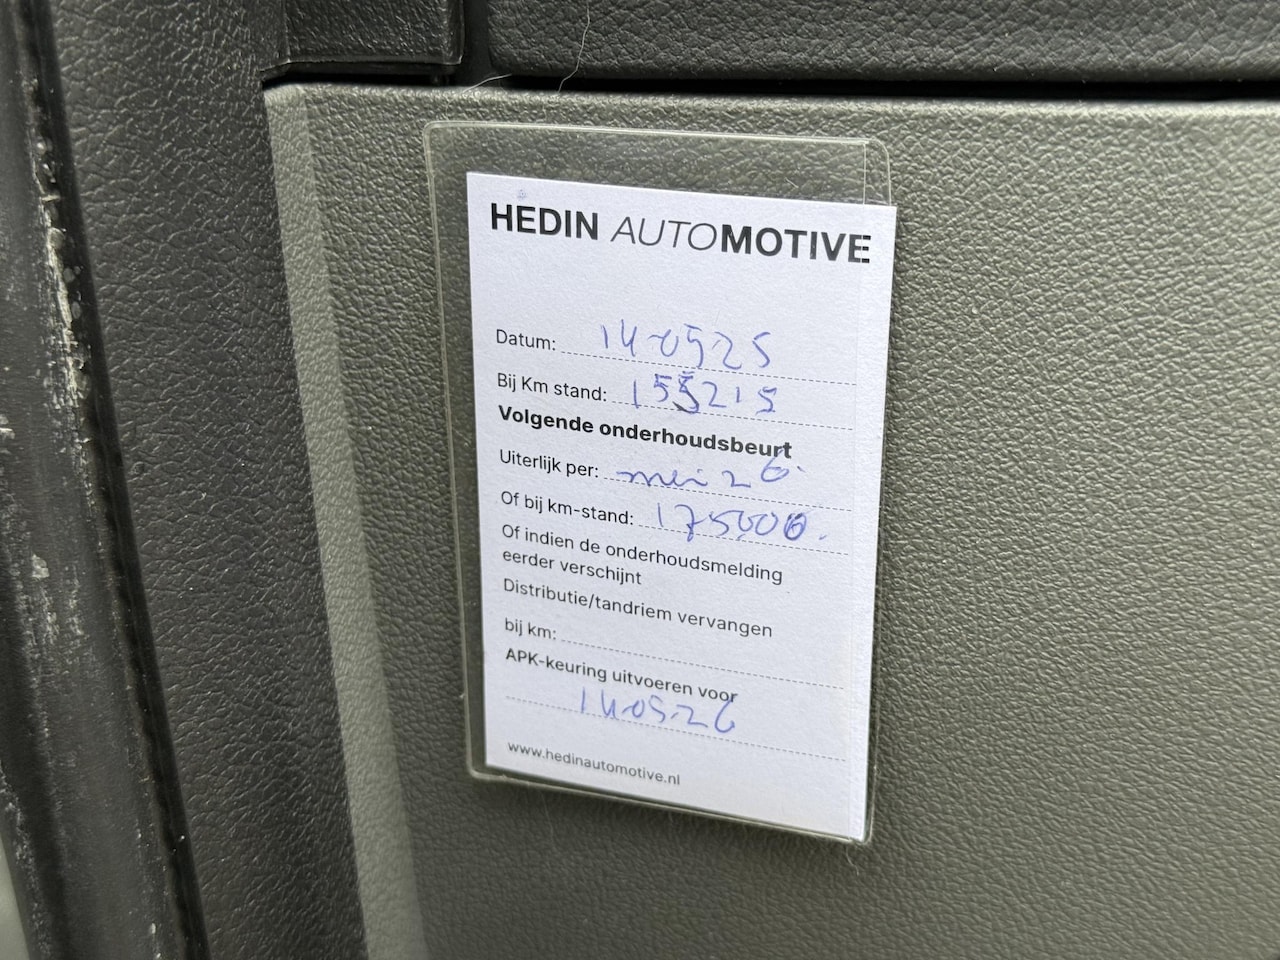 HEDIN AUTOMOTIVE
Datum: 14-0525
Bij Km stand: 155215
Volgende onderhoudsbeurt
Uiterlijk per: mei 26.
Of bij km-stand: 175000.
Of indien de onderhoudsmelding
eerder verschijnt
Distributie/tandriem vervangen
bij km:
APK-keuring uitvoeren voor
14-05-26
www.hedinautomotive.nl